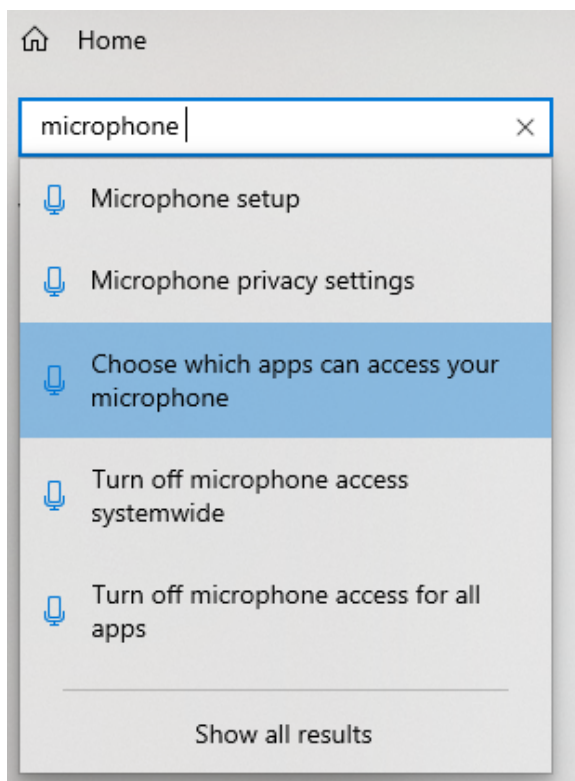 Home
microphone
Microphone setup
Microphone privacy settings
Choose which apps can access your
microphone
Turn off microphone access
systemwide
Turn off microphone access for all
apps
Show all results